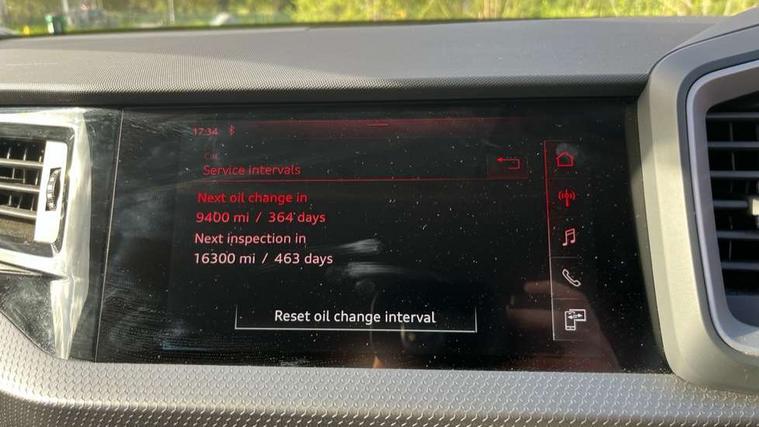 17:34
Car
Service intervals
Next oil change in
9400 mi / 364 days
Next inspection in
16300 mi / 463 days
Reset oil change interval